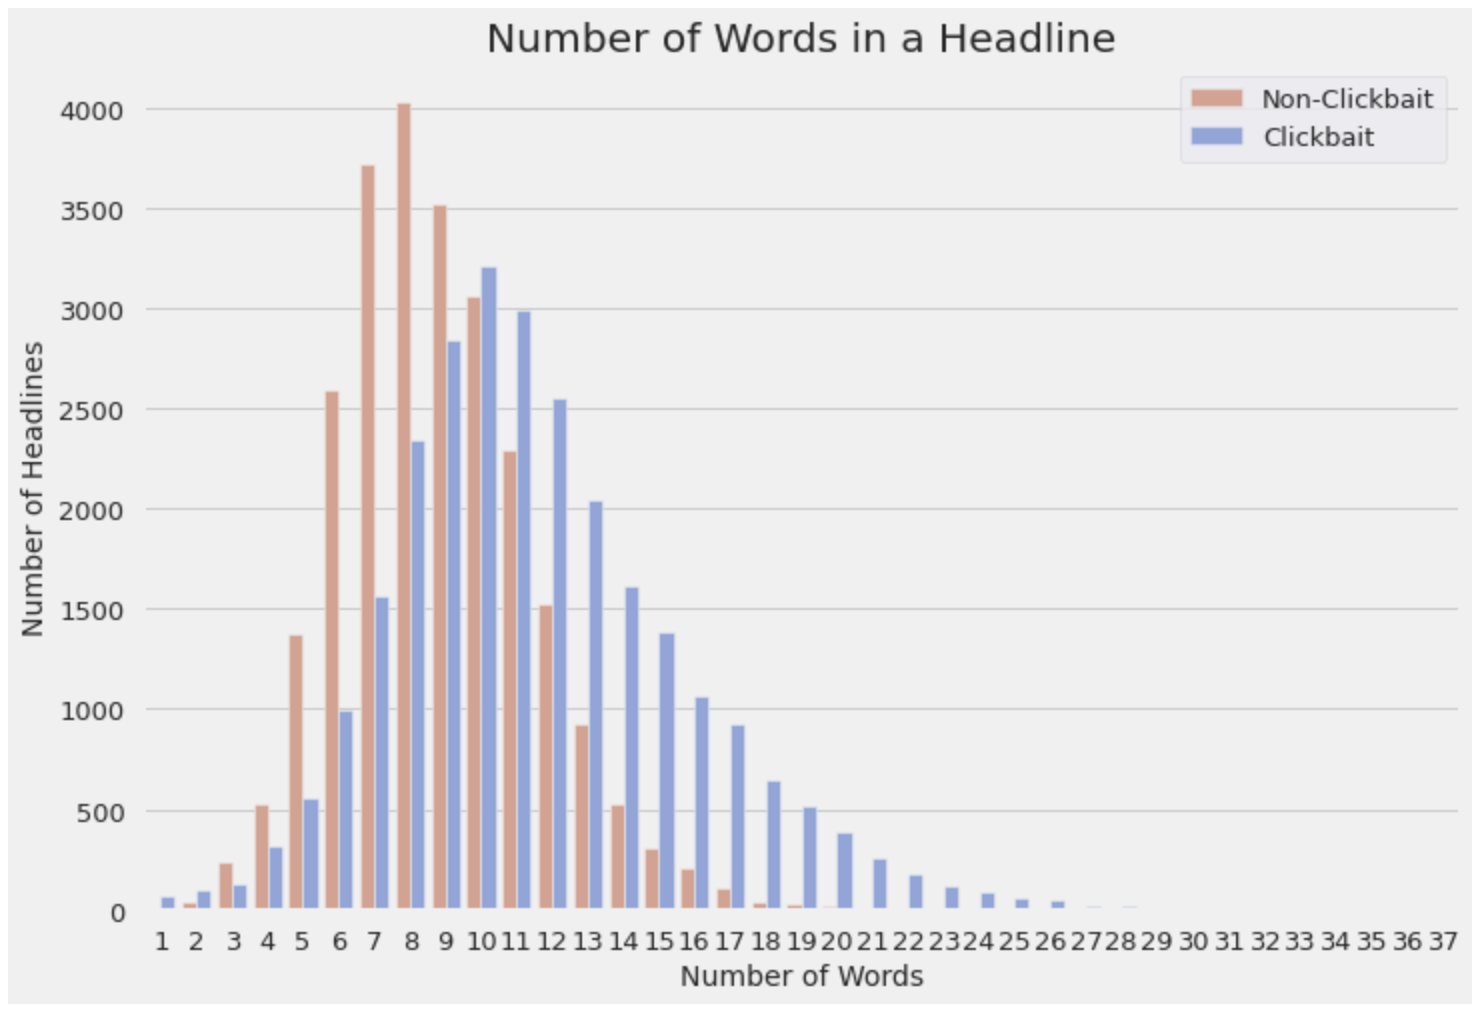 Number of Words in a Headline
Non-Clickbait
Clickbait
Number of Headlines
4000
3500
3000
2500
2000
1500
1000
500
0
1 2 3 4 5 6 7 8 9 10 11 12 13 14 15 16 17 18 19 20 21 22 23 24 25 26 27 28 29 30 31 32 33 34 35 36 37
Number of Words